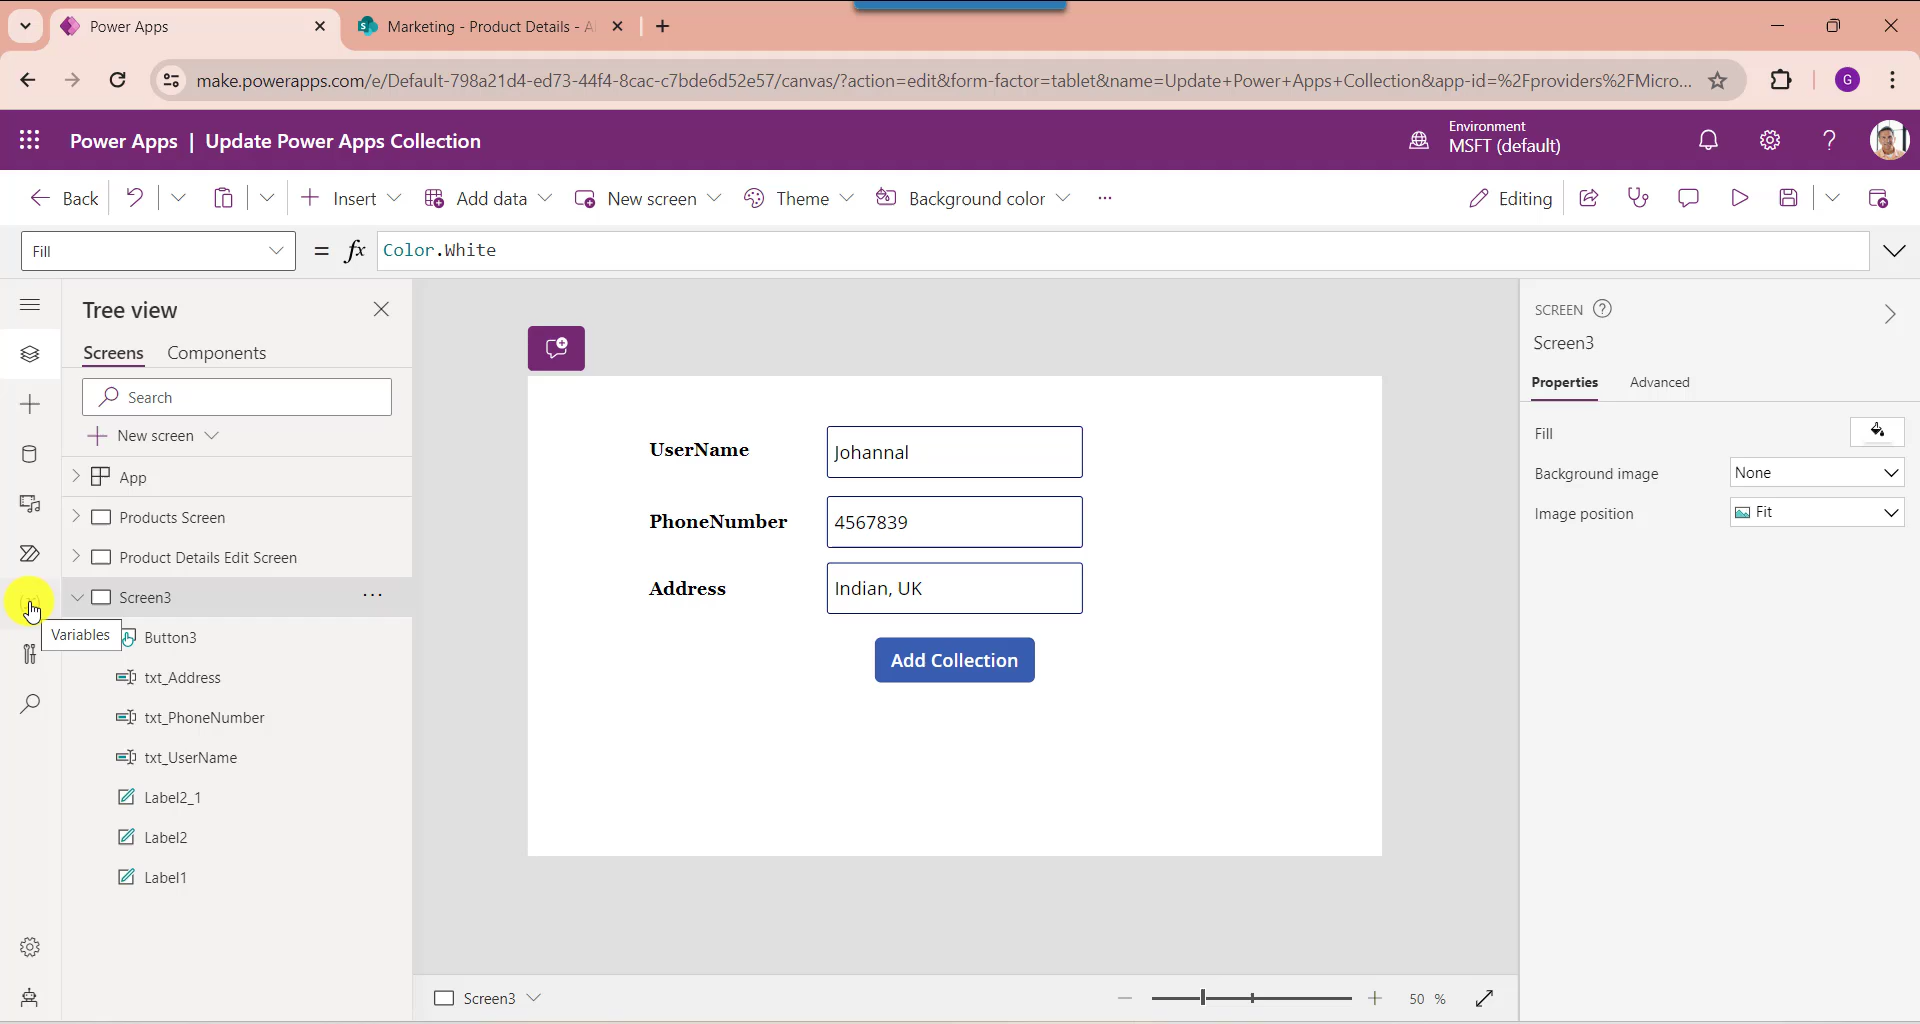 Power Apps
Marketing - Product Details - Al
make.powerapps.com/e/Default-798a21d4-ed73-44f4-8cac-c7bde6d52e57/canvas/?action=edit&form-factor=tablet&name=Update+Power+Apps+Collection&app-id=%2Fproviders%2FMicro...
G
Power Apps | Update Power Apps Collection
Environment
MSFT (default)
Back
Insert
Add data
New screen
Theme
Background color
...
Editing
Fill
= fx
Color.White
Tree view
Screens
Components
Search
New screen
App
Products Screen
Product Details Edit Screen
Screen3
...
Variables
Button3
txt_Address
txt_PhoneNumber
txt_UserName
Label2_1
Label2
Label1
UserName
Johannal
PhoneNumber
4567839
Address
Indian, UK
Add Collection
SCREEN
Screen3
Properties
Advanced
Fill
Background image
None
Image position
Fit
Screen3
50 %